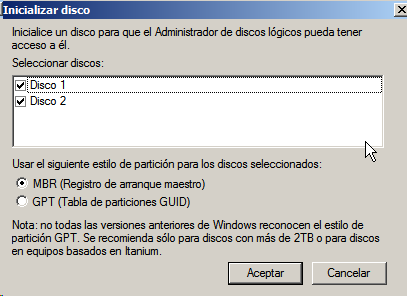 Inicializar disco
Inicialice un disco para que el Administrador de discos lógicos pueda tener
acceso a él.
Seleccionar discos:
Disco 1
Disco 2
Usar el siguiente estilo de partición para los discos seleccionados:
MBR (Registro de arranque maestro)
GPT (Tabla de particiones GUID)
Nota: no todas las versiones anteriores de Windows reconocen el estilo de
partición GPT. Se recomienda sólo para discos con más de 2TB o para discos
en equipos basados en Itanium.
Aceptar
Cancelar